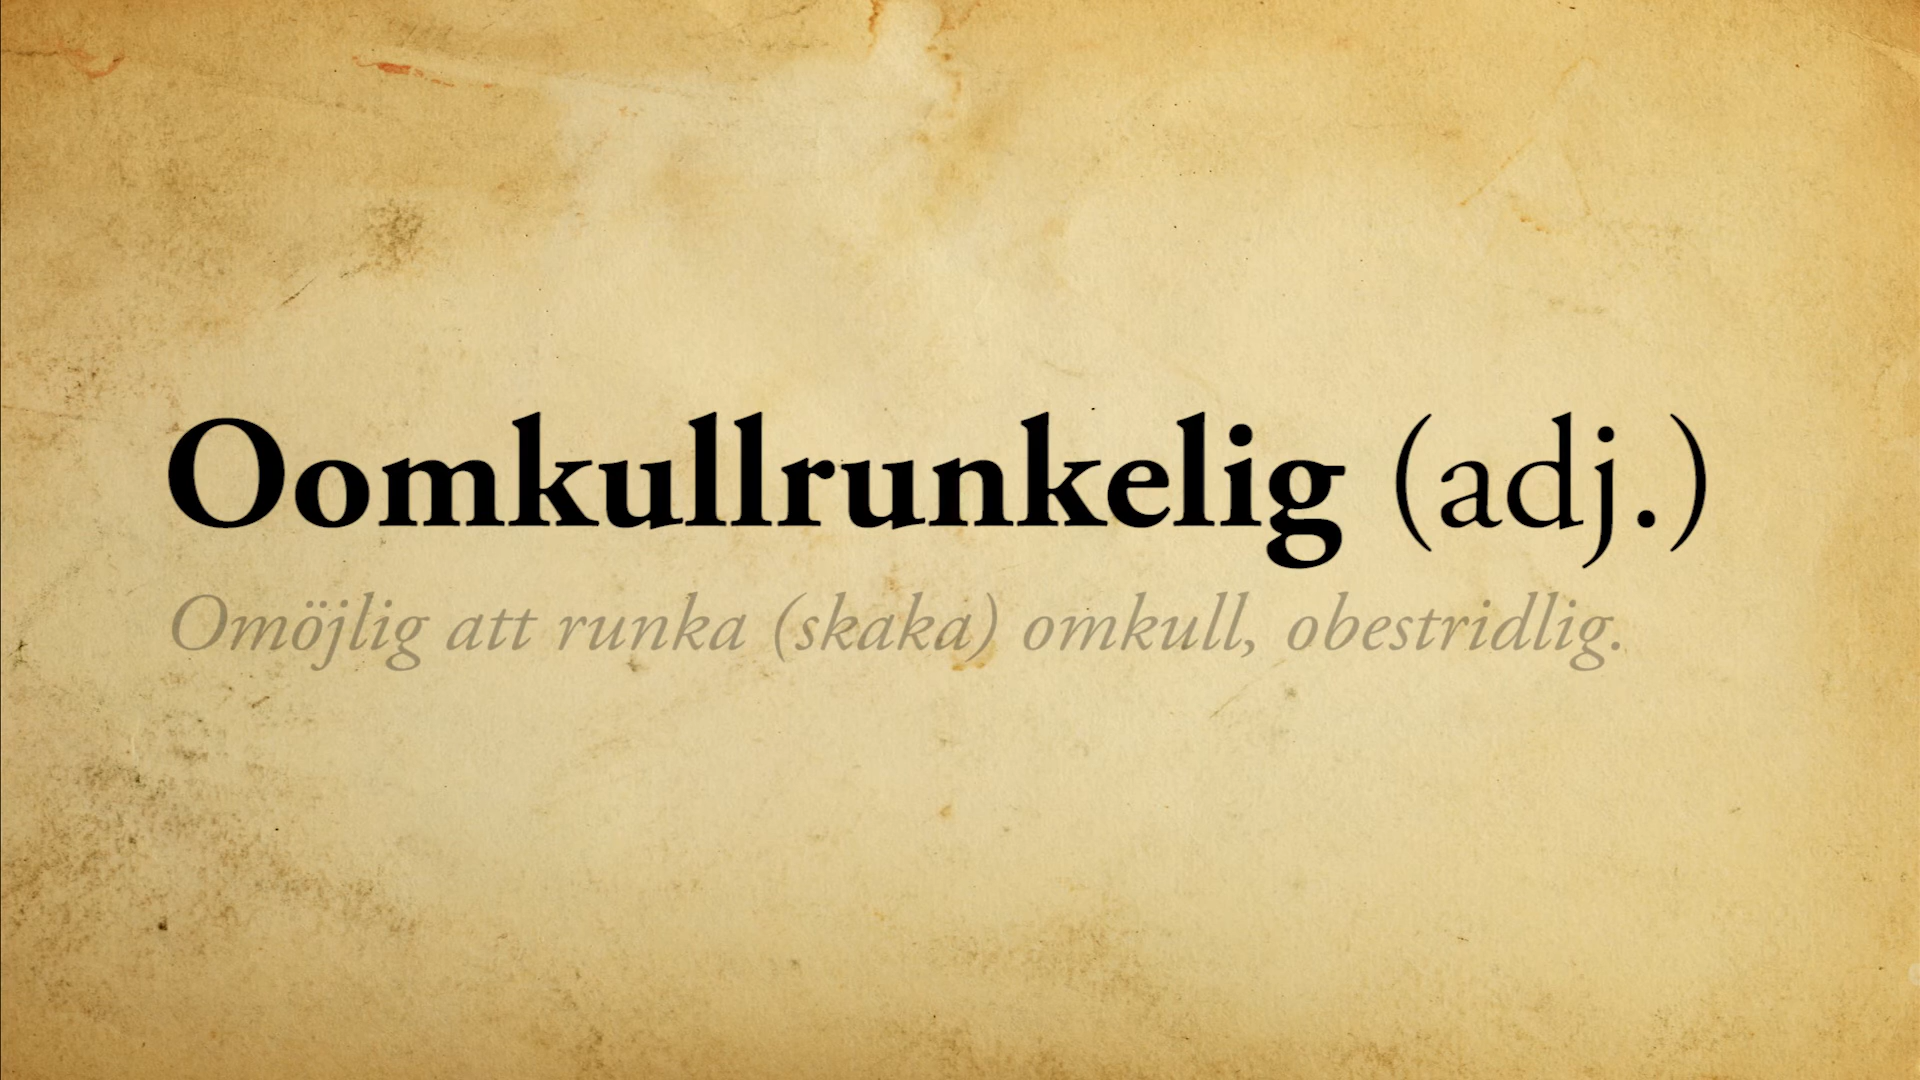 Oomkullrunkelig (adj.)
Omöjlig att runka (skaka) omkull, obestridlig.